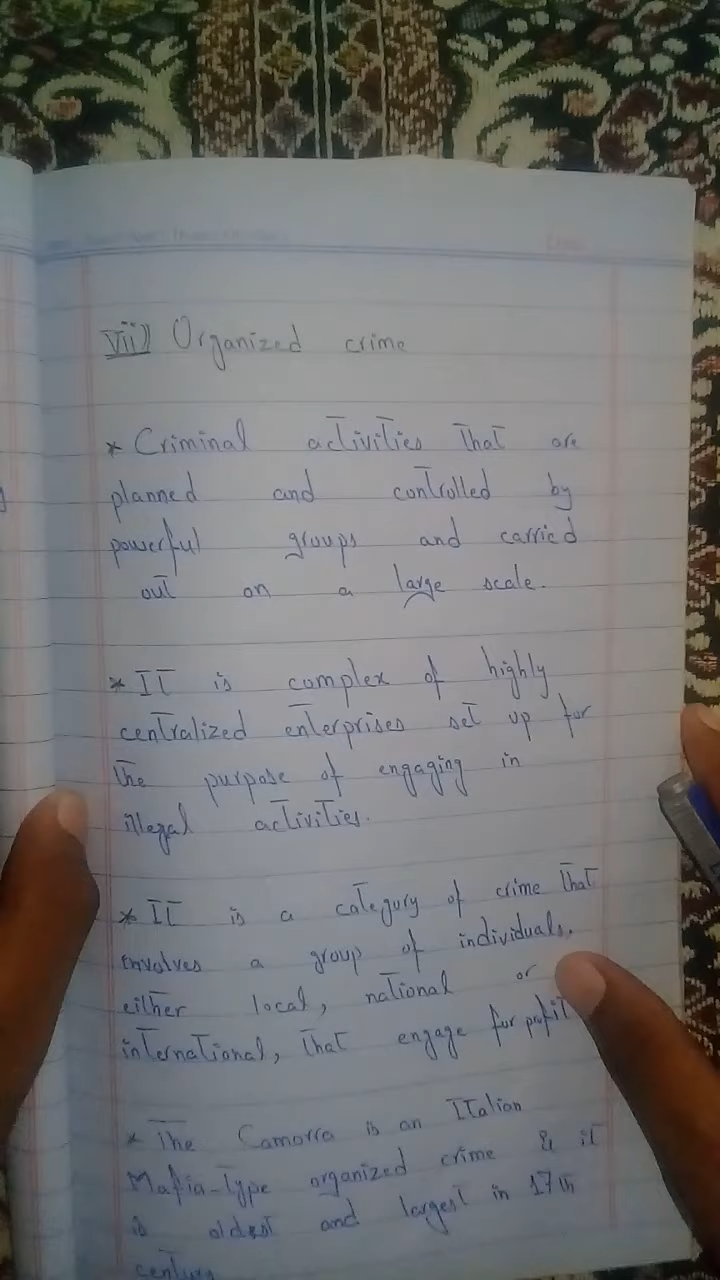 vii) Organized crime
* Criminal activities that are
planned and controlled by
powerful groups and carried
out on a large scale.
* It is complex of highly
centralized enterprises set up for
the purpose of engaging in
illegal activities.
* It is a category of crime that
envolves a group of individuals,
either local, national or
international, that engage for profit
* The Camorra is an Italian
Mafia-type organized crime & it
is oldest and largest in 17th
century